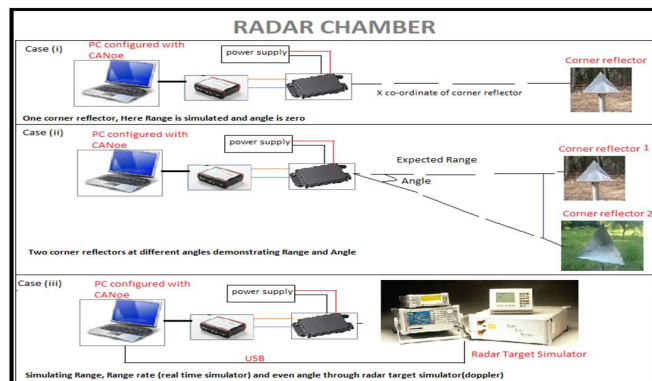 RADAR CHAMBER
Case (i)
PC configured with
CANoe
power supply
Corner reflector
X co-ordinate of corner reflector
One corner reflector, Here Range is simulated and angle is zero
Case (ii)
PC configured with
CANoe
power supply
Corner reflector 1
Expected Range
Angle
Corner reflector 2
Two corner reflectors at different angles demonstrating Range and Angle
Case (iii)
PC configured with
CANoe
power supply
USB
Radar Target Simulator
Simulating Range, Range rate (real time simulator) and even angle through radar target simulator(doppler)